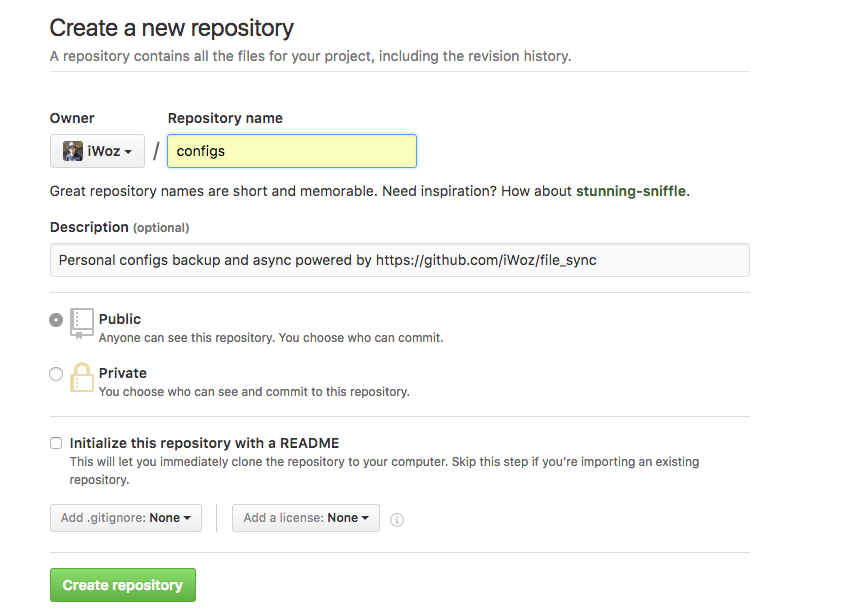 Create a new repository
A repository contains all the files for your project, including the revision history.
Owner
Repository name
iWoz / configs
Great repository names are short and memorable. Need inspiration? How about stunning-sniffle.
Description (optional)
Personal configs backup and async powered by https://github.com/iWoz/file_sync
Public
Anyone can see this repository. You choose who can commit.
Private
You choose who can see and commit to this repository.
Initialize this repository with a README
This will let you immediately clone the repository to your computer. Skip this step if you’re importing an existing
repository.
Add .gitignore: None
Add a license: None
Create repository